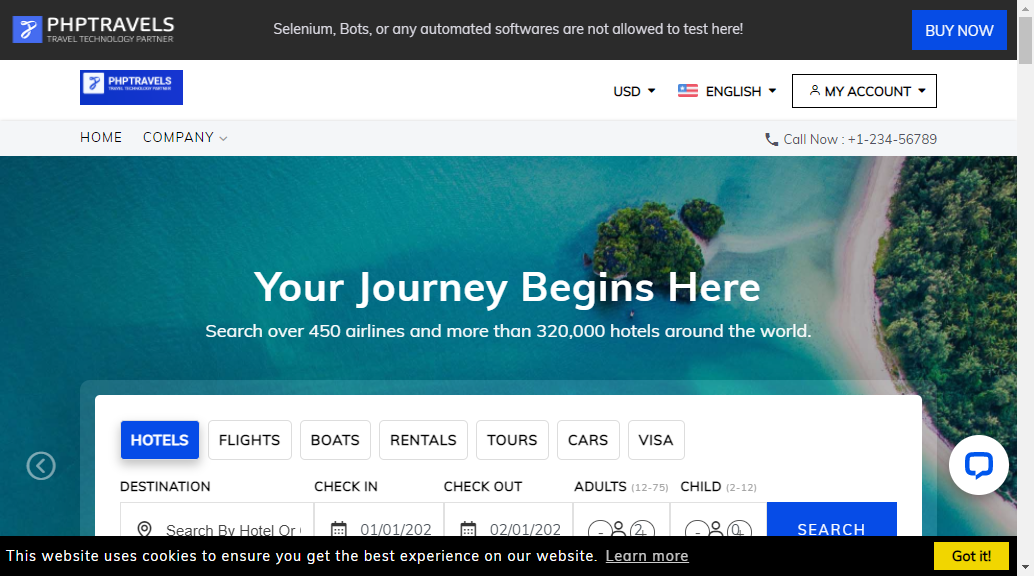 PHPTRAVELS
TRAVEL TECHNOLOGY PARTNER
Selenium, Bots, or any automated softwares are not allowed to test here!
BUY NOW
PHPTRAVELS
TRAVEL TECHNOLOGY PARTNER
USD
ENGLISH
MY ACCOUNT
HOME COMPANY
Call Now : +1-234-56789
Your Journey Begins Here
Search over 450 airlines and more than 320,000 hotels around the world.
HOTELS FLIGHTS BOATS RENTALS TOURS CARS VISA
DESTINATION CHECK IN CHECK OUT ADULTS (12-75) CHILD (2-12)
Search By Hotel Or 01/01/202 02/01/202 - 2 - 0 SEARCH
This website uses cookies to ensure you get the best experience on our website. Learn more
Got it!